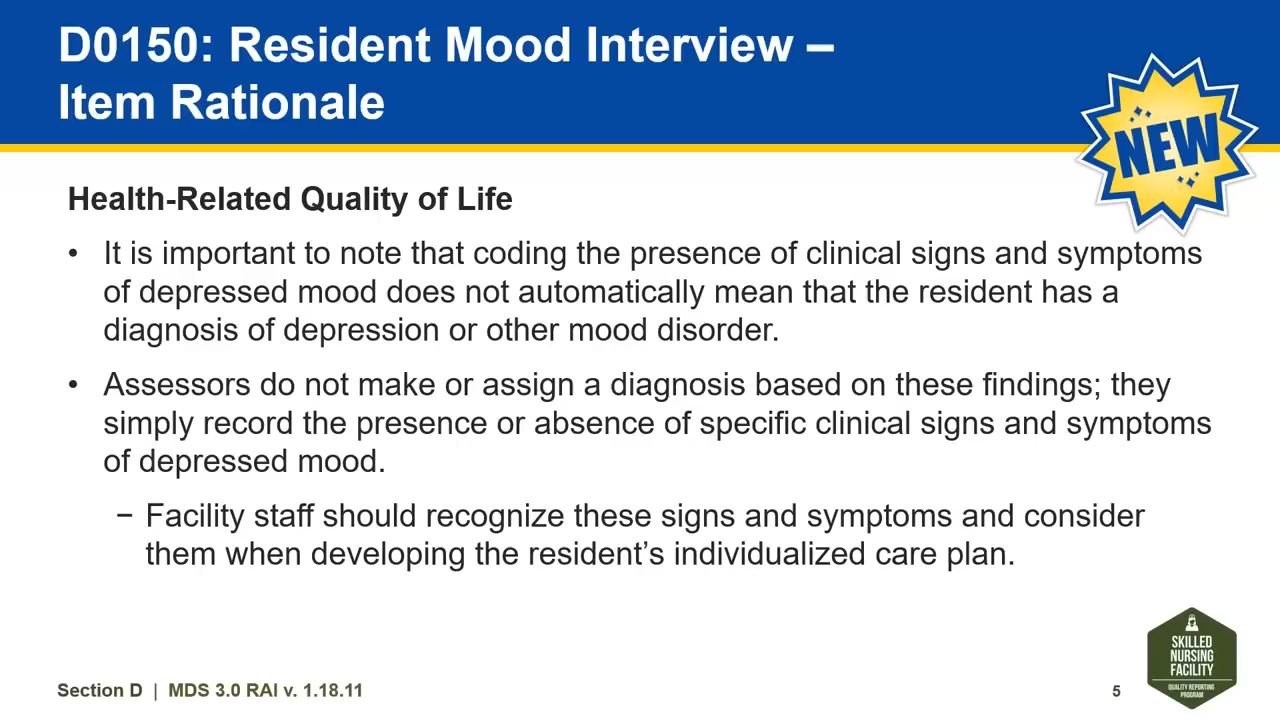 D0150: Resident Mood Interview –
Item Rationale
NEW
Health-Related Quality of Life
• It is important to note that coding the presence of clinical signs and symptoms
of depressed mood does not automatically mean that the resident has a
diagnosis of depression or other mood disorder.
• Assessors do not make or assign a diagnosis based on these findings; they
simply record the presence or absence of specific clinical signs and symptoms
of depressed mood.
− Facility staff should recognize these signs and symptoms and consider
them when developing the resident’s individualized care plan.
SKILLED
NURSING
FACILITY
QUALITY REPORTING
PROGRAM
Section D | MDS 3.0 RAI v. 1.18.11
5